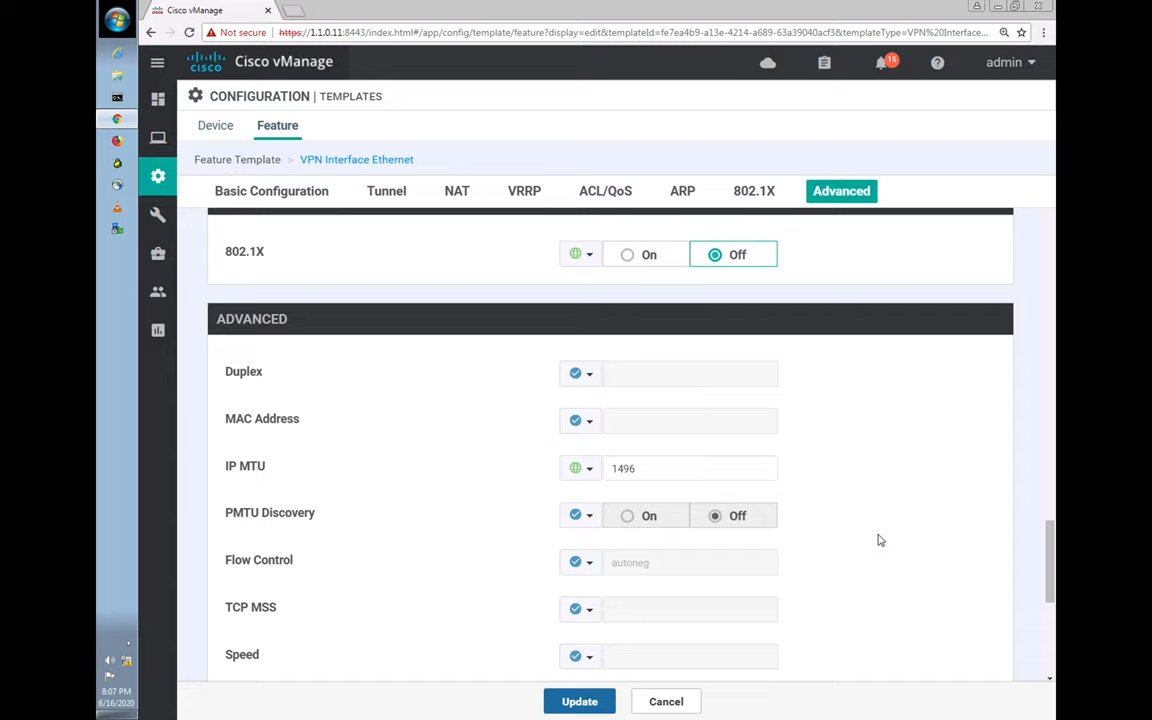 Cisco vManage
Not secure https://1.1.0.11:8443/index.html#/app/config/template/feature?display=edit&templateId=fe7ea4b9-a13e-4214-a689-63a39040acf3&templateType=VPN%20Interface...
CISCO Cisco vManage
15
admin
CONFIGURATION | TEMPLATES
Device Feature
Feature Template > VPN Interface Ethernet
Basic Configuration Tunnel NAT VRRP ACL/QoS ARP 802.1X Advanced
802.1X On Off
ADVANCED
Duplex
MAC Address
IP MTU 1496
PMTU Discovery On Off
Flow Control autoneg
TCP MSS
Speed
Update Cancel
8:07 PM
6/16/2020